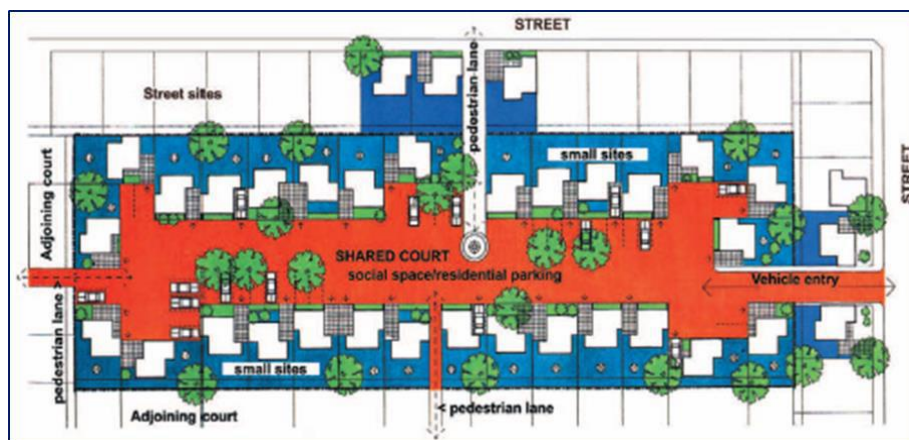 STREET
pedestrian lane
Street sites
small sites
Adjoining court
STREET
SHARED COURT
social space/residential parking
Vehicle entry
pedestrian lane >
small sites
< pedestrian lane
Adjoining court